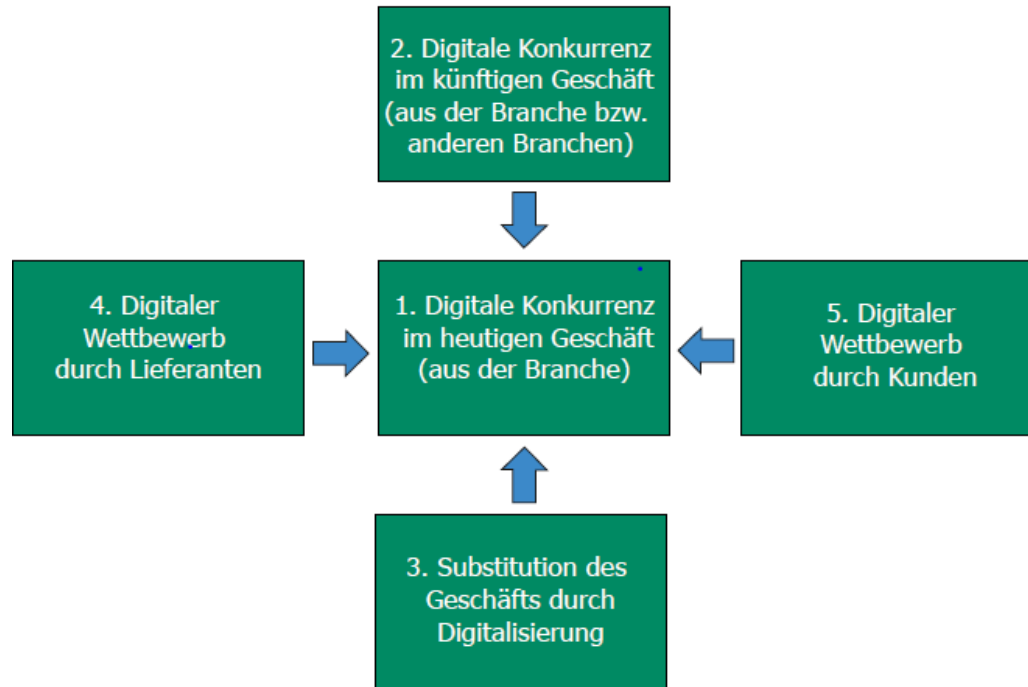 2. Digitale Konkurrenz
im künftigen Geschäft
(aus der Branche bzw.
anderen Branchen)
4. Digitaler
Wettbewerb
durch Lieferanten
1. Digitale Konkurrenz
im heutigen Geschäft
(aus der Branche)
5. Digitaler
Wettbewerb
durch Kunden
3. Substitution des
Geschäfts durch
Digitalisierung